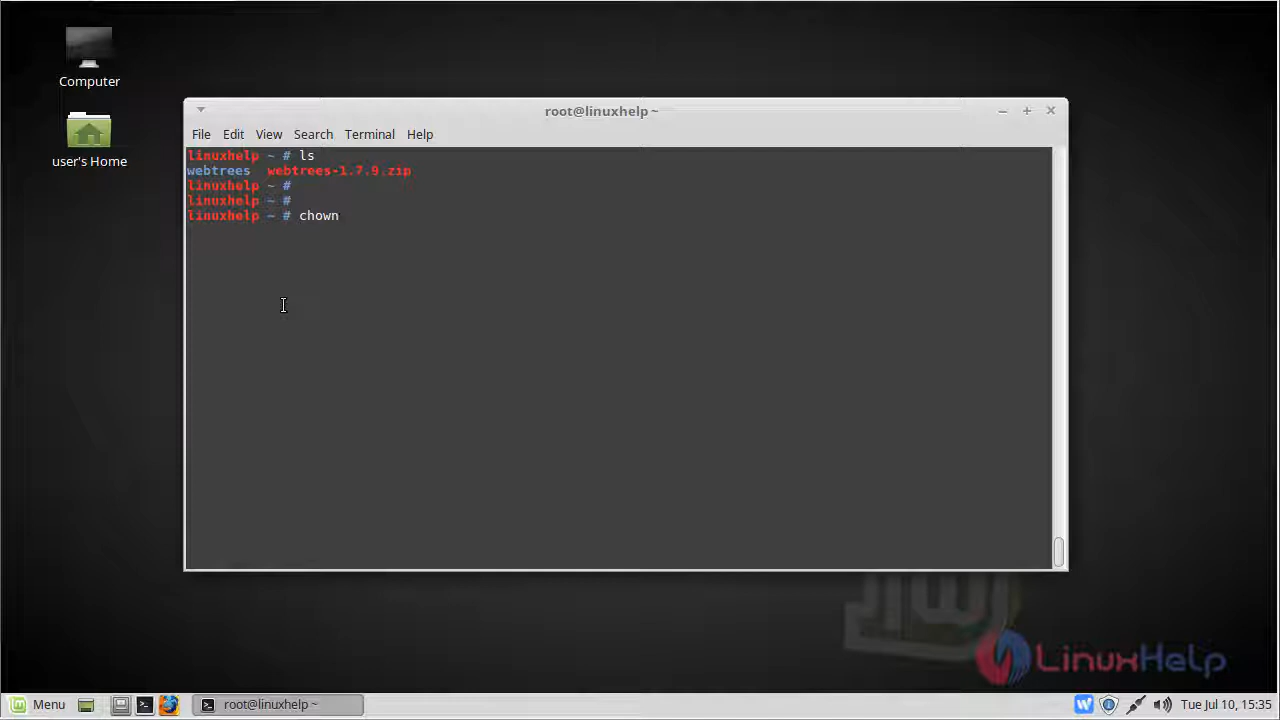 Computer
user's Home
root@linuxhelp ~
File Edit View Search Terminal Help
linuxhelp ~ # ls
webtrees webtrees-1.7.9.zip
linuxhelp ~ #
linuxhelp ~ #
linuxhelp ~ # chown
LinuxHelp
Menu
root@linuxhelp ~
W
Tue Jul 10, 15:35